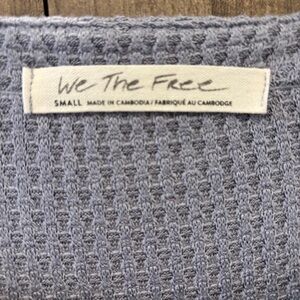 We The Free
SMALL MADE IN CAMBODIA / FABRIQUÉ AU CAMBODGE